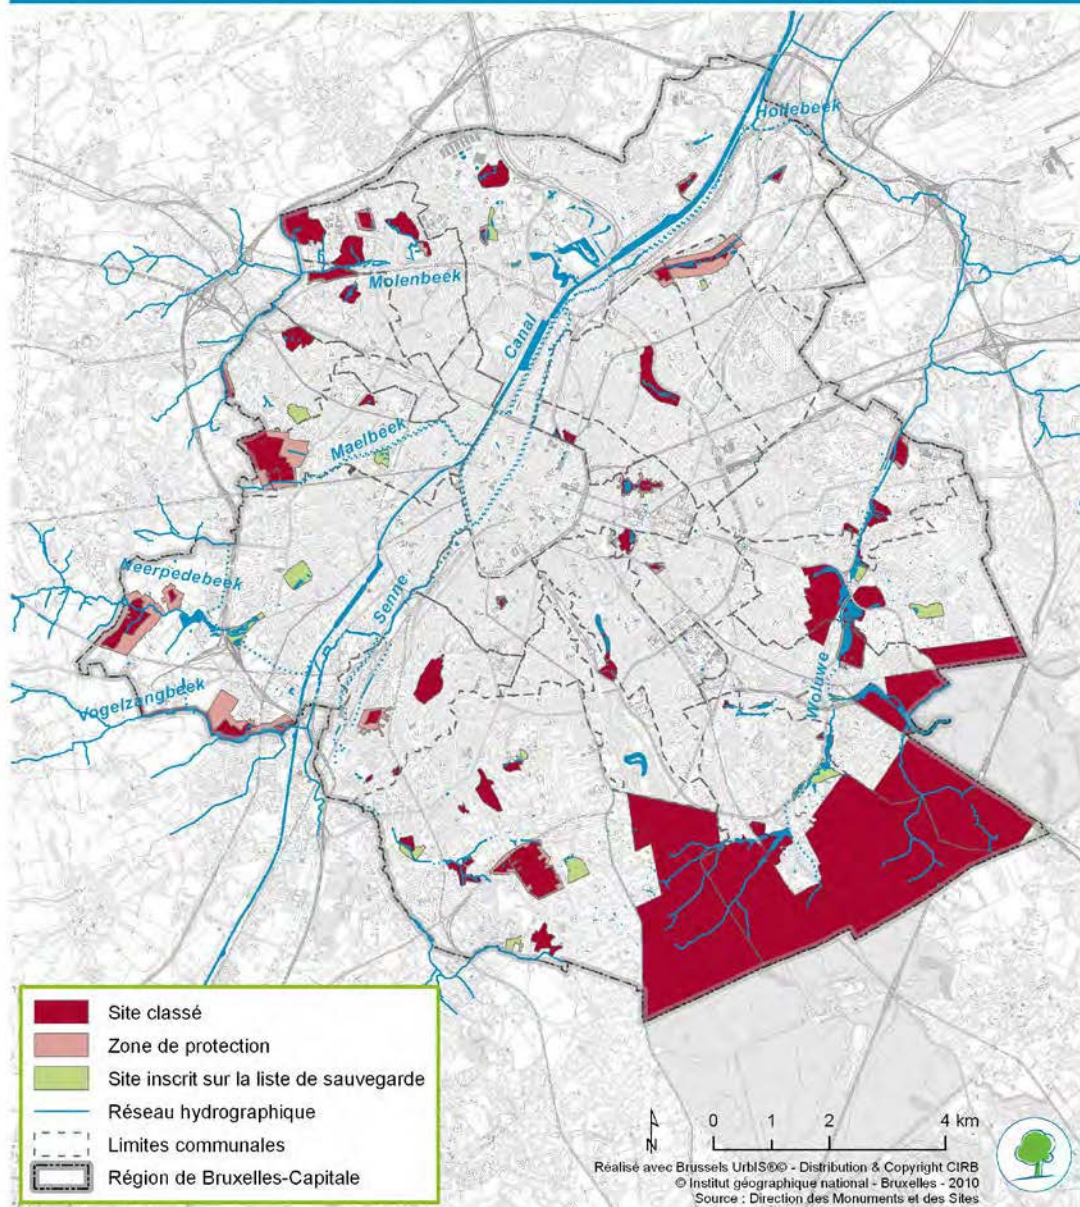 Hollebeek
Molenbeek
Canal
Maelbeek
Neerpedebeek
Senne
Vogelzangbeek
Woluwe
Site classé
Zone de protection
Site inscrit sur la liste de sauvegarde
Réseau hydrographique
Limites communales
Région de Bruxelles-Capitale
N
0 1 2 4 km
Réalisé avec Brussels UrbIS®© - Distribution & Copyright CIRB
© Institut géographique national - Bruxelles - 2010
Source : Direction des Monuments et des Sites